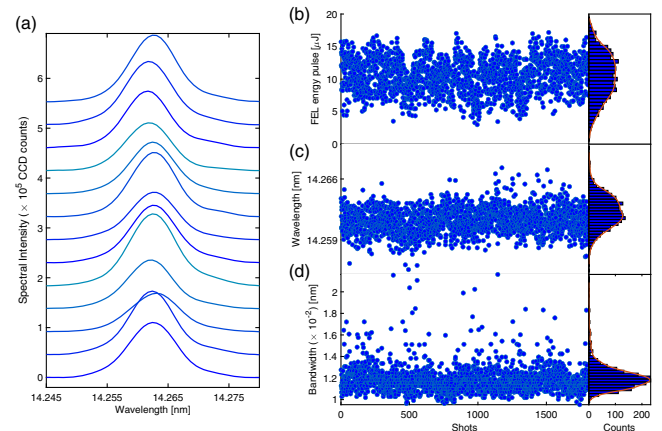 (a)
Spectral Intensity (× 10⁵ CCD counts)
6
5
4
3
2
1
0
14.245
14.255
14.265
14.275
Wavelength [nm]
(b)
FEL enrgy pulse [μJ]
20
15
10
5
0
(c)
Wavelength [nm]
14.266
14.259
(d)
Bandwidth (× 10⁻²) [nm]
2
1.8
1.6
1.4
1.2
1
0
500
1000
1500
Shots
0
100
200
Counts